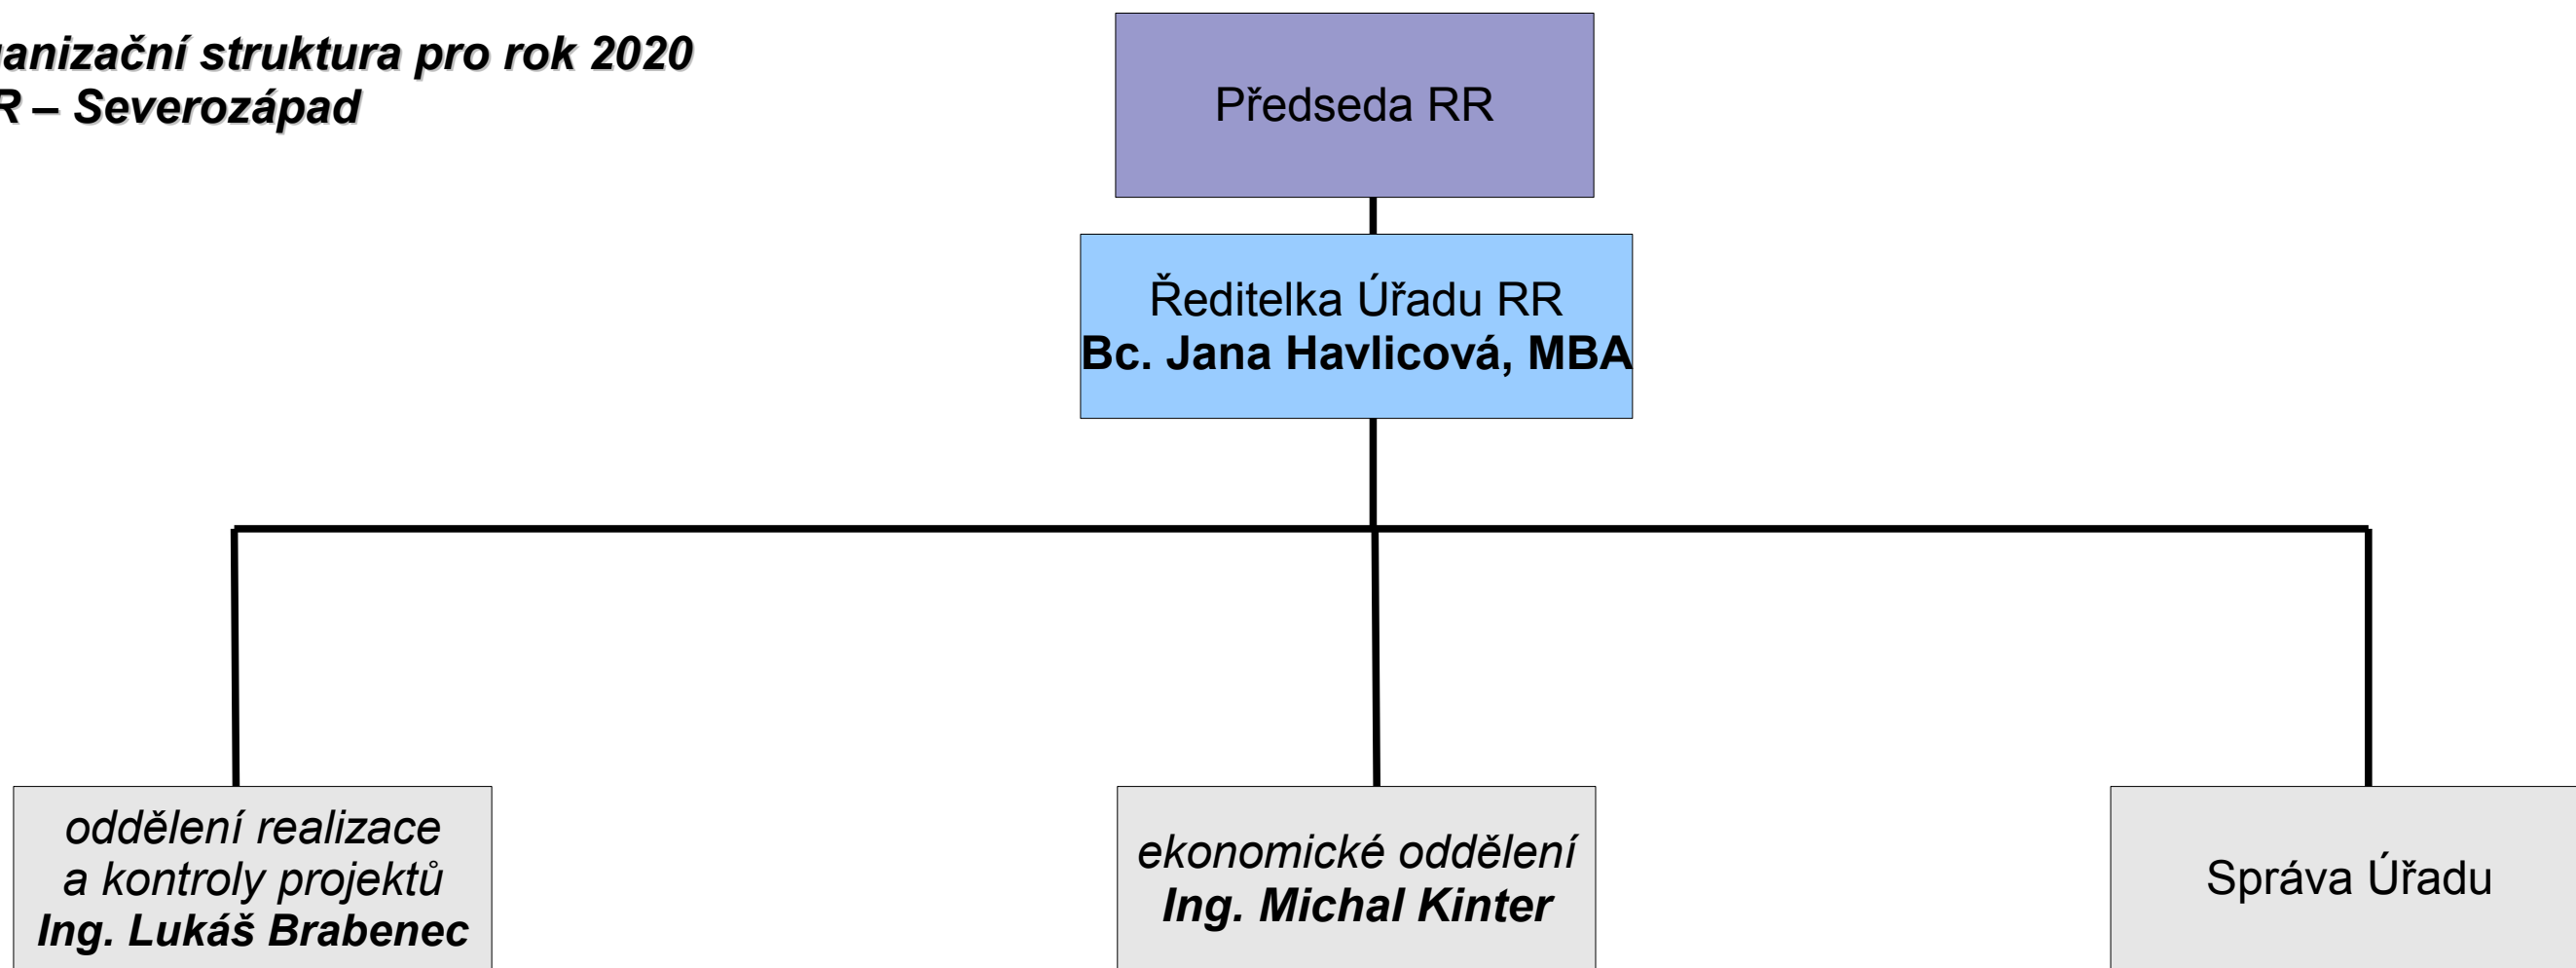 anizační struktura pro rok 2020
R – Severozápad
Předseda RR
Ředitelka Úřadu RR
Bc. Jana Havlicová, MBA
oddělení realizace
a kontroly projektů
Ing. Lukáš Brabenec
ekonomické oddělení
Ing. Michal Kinter
Správa Úřadu